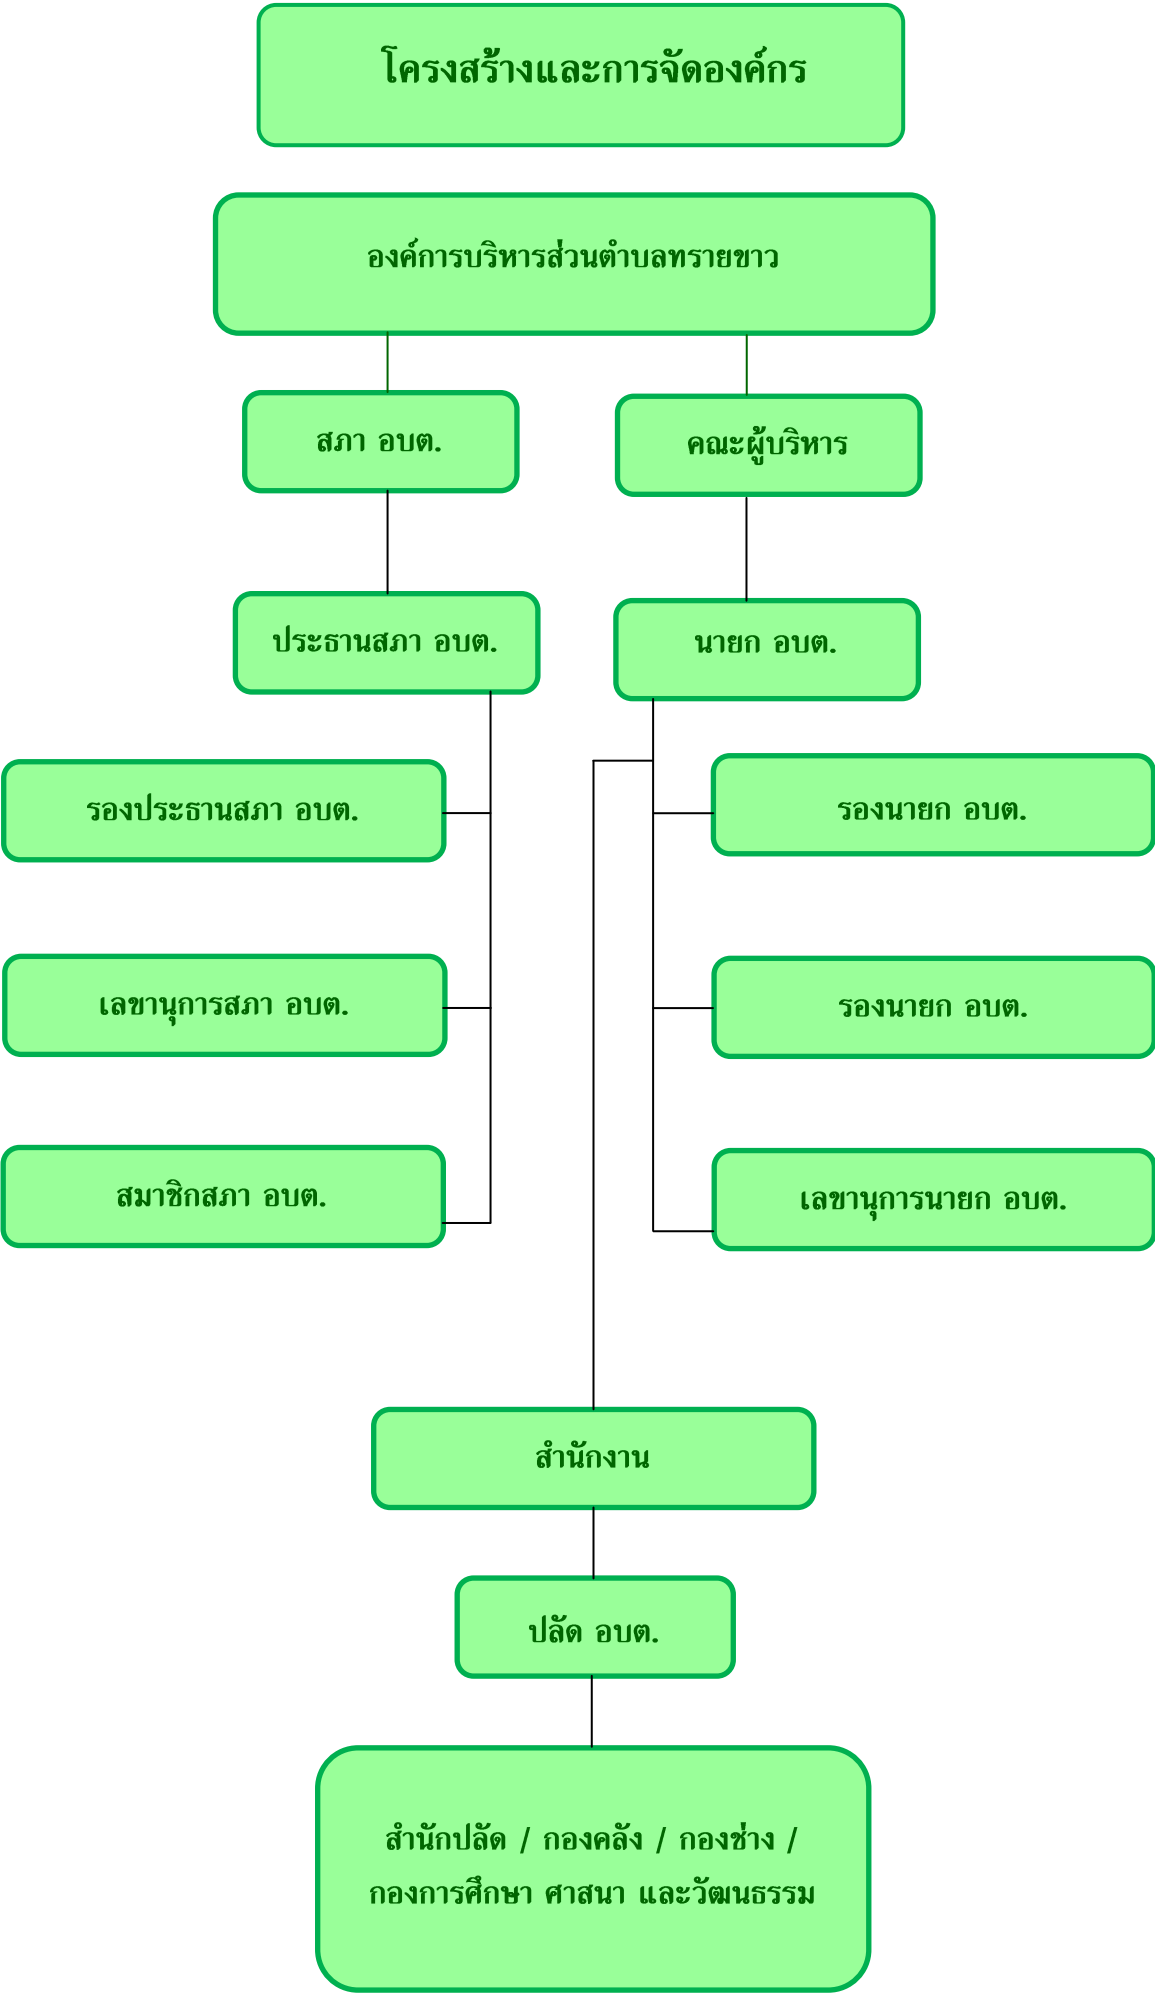 โครงสร้างและการจัดองค์กร
องค์การบริหารส่วนตำบลทรายขาว
สภา อบต.
คณะผู้บริหาร
ประธานสภา อบต.
นายก อบต.
รองประธานสภา อบต.
รองนายก อบต.
เลขานุการสภา อบต.
รองนายก อบต.
สมาชิกสภา อบต.
เลขานุการนายก อบต.
สำนักงาน
ปลัด อบต.
สำนักปลัด / กองคลัง / กองช่าง /
กองการศึกษา ศาสนา และวัฒนธรรม